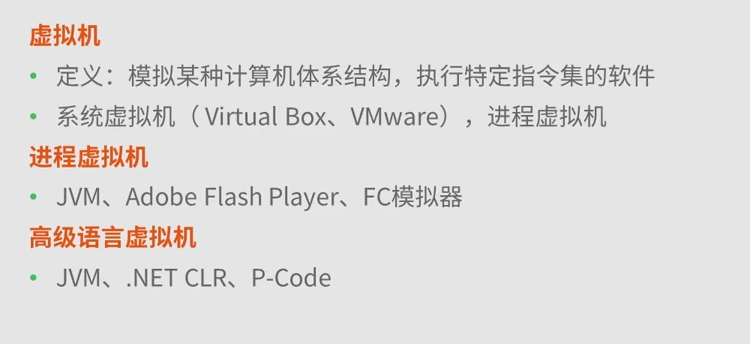 虚拟机
• 定义：模拟某种计算机体系结构，执行特定指令集的软件
• 系统虚拟机（ Virtual Box、VMware），进程虚拟机
进程虚拟机
• JVM、Adobe Flash Player、FC模拟器
高级语言虚拟机
• JVM、.NET CLR、P-Code